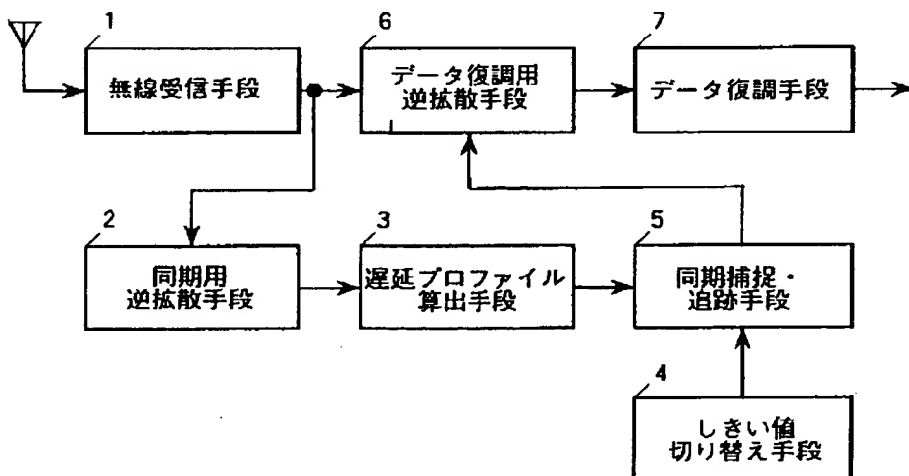 1
無線受信手段
6
データ復調用
逆拡散手段
7
データ復調手段
2
同期用
逆拡散手段
3
遅延プロファイル
算出手段
5
同期捕捉・
追跡手段
4
しきい値
切り替え手段